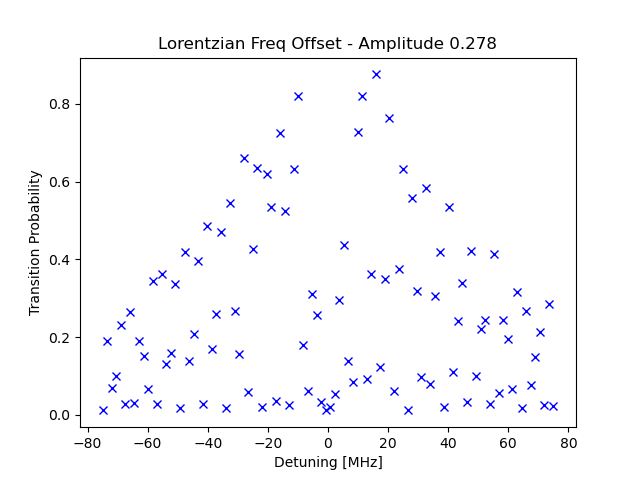 Lorentzian Freq Offset - Amplitude 0.278
Transition Probability
0.8
0.6
0.4
0.2
0.0
−80 −60 −40 −20 0 20 40 60 80
Detuning [MHz]